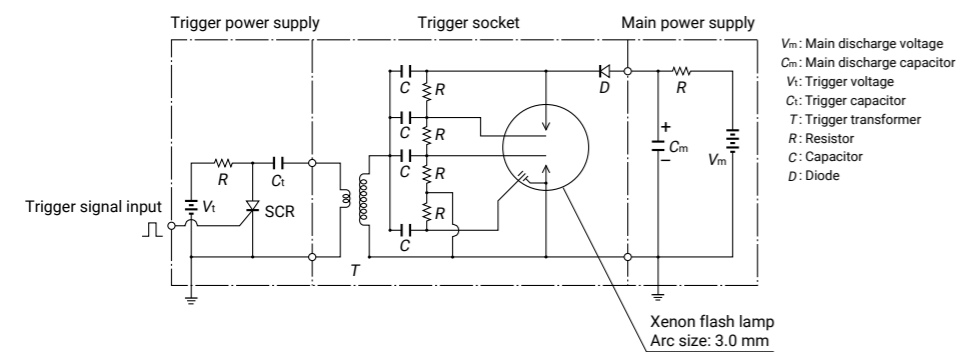 Trigger power supply
Trigger socket
Main power supply
Vm: Main discharge voltage
Cm: Main discharge capacitor
Vt: Trigger voltage
Ct: Trigger capacitor
T: Trigger transformer
R: Resistor
C: Capacitor
D: Diode
C
R
D
R
C
R
+
Cm
−
Vm
C
R
R
Ct
R
Trigger signal input
Vt
SCR
C
T
Xenon flash lamp
Arc size: 3.0 mm